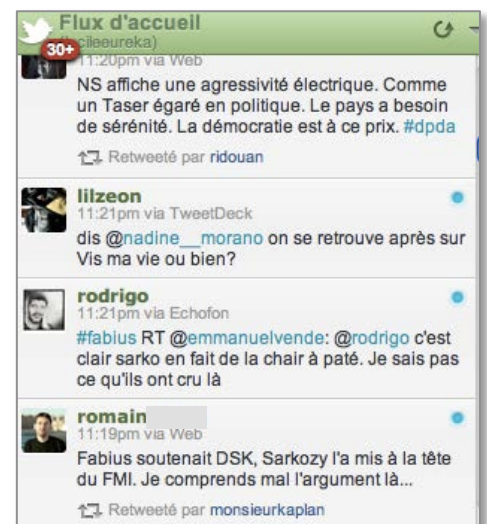 Flux d'accueil
30+
11:20pm via Web
NS affiche une agressivité électrique. Comme
un Taser égaré en politique. Le pays a besoin
de sérénité. La démocratie est à ce prix. #dpda
Retweeté par ridouan
lilzeon
11:21pm via TweetDeck
dis @nadine__morano on se retrouve après sur
Vis ma vie ou bien?
rodrigo
11:21pm via Echofon
#fabius RT @emmanuelvende: @rodrigo c'est
clair sarko en fait de la chair à paté. Je sais pas
ce qu'ils ont cru là
romain
11:19pm via Web
Fabius soutenait DSK, Sarkozy l'a mis à la tête
du FMI. Je comprends mal l'argument là...
Retweeté par monsieurkaplan